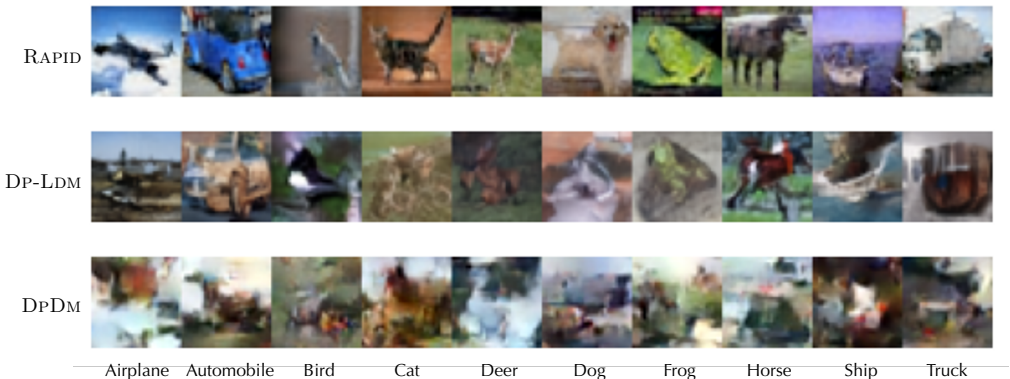 RAPID
DP-LDM
DPDM
Airplane Automobile Bird Cat Deer Dog Frog Horse Ship Truck